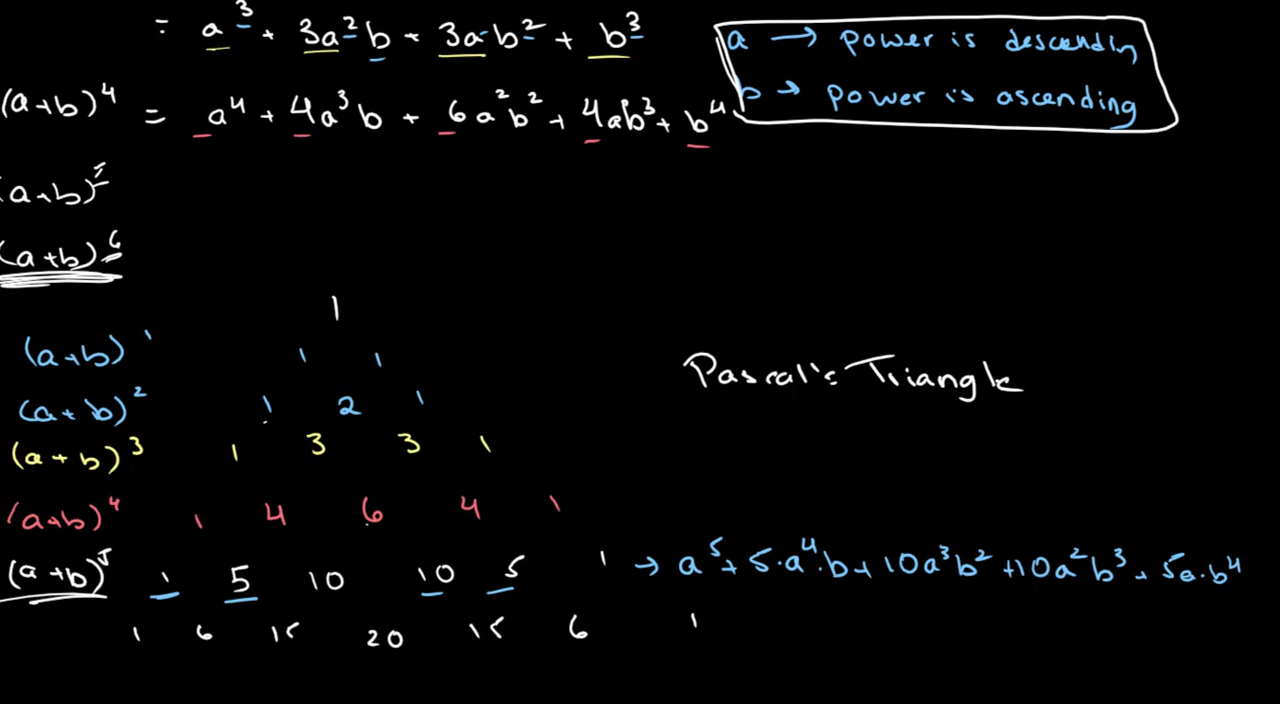 = a³ + 3a²b + 3ab² + b³
a → power is descendin
b → power is ascending
(a+b)⁴ = a⁴ + 4a³b + 6a²b² + 4ab³ + b⁴
(a+b)⁵
(a+b)⁶
1
(a+b)¹ 1 1
Pascal's Triangle
(a+b)² 1 2 1
(a+b)³ 1 3 3 1
(a+b)⁴ 1 4 6 4 1
(a+b)⁵ 1 5 10 10 5 1 → a⁵ + 5·a⁴·b + 10a³b² + 10a²b³ + 5a·b⁴
1 6 15 20 15 6 1